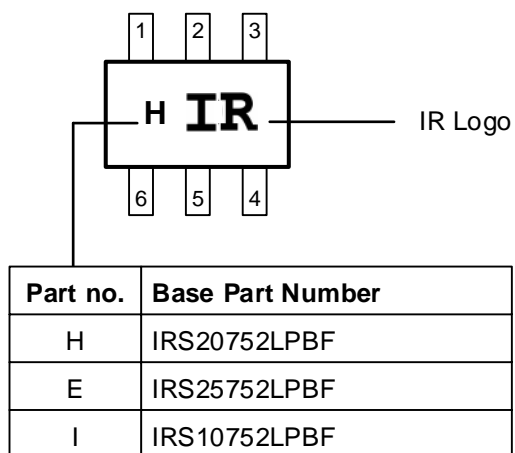 1 2 3
H IR IR Logo
6 5 4
Part no. Base Part Number
H IRS20752LPBF
E IRS25752LPBF
I IRS10752LPBF